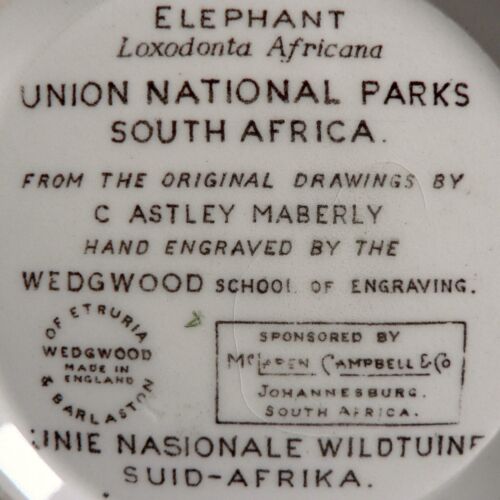 ELEPHANT
Loxodonta Africana
UNION NATIONAL PARKS
SOUTH AFRICA.
FROM THE ORIGINAL DRAWINGS BY
C ASTLEY MABERLY
HAND ENGRAVED BY THE
WEDGWOOD SCHOOL OF ENGRAVING.
OF ETRURIA
WEDGWOOD
MADE IN
ENGLAND
& BARLASTON
SPONSORED BY
McLAREN CAMPBELL & Co
JOHANNESBURG.
SOUTH AFRICA.
UNIE NASIONALE WILDTUINE
SUID-AFRIKA.